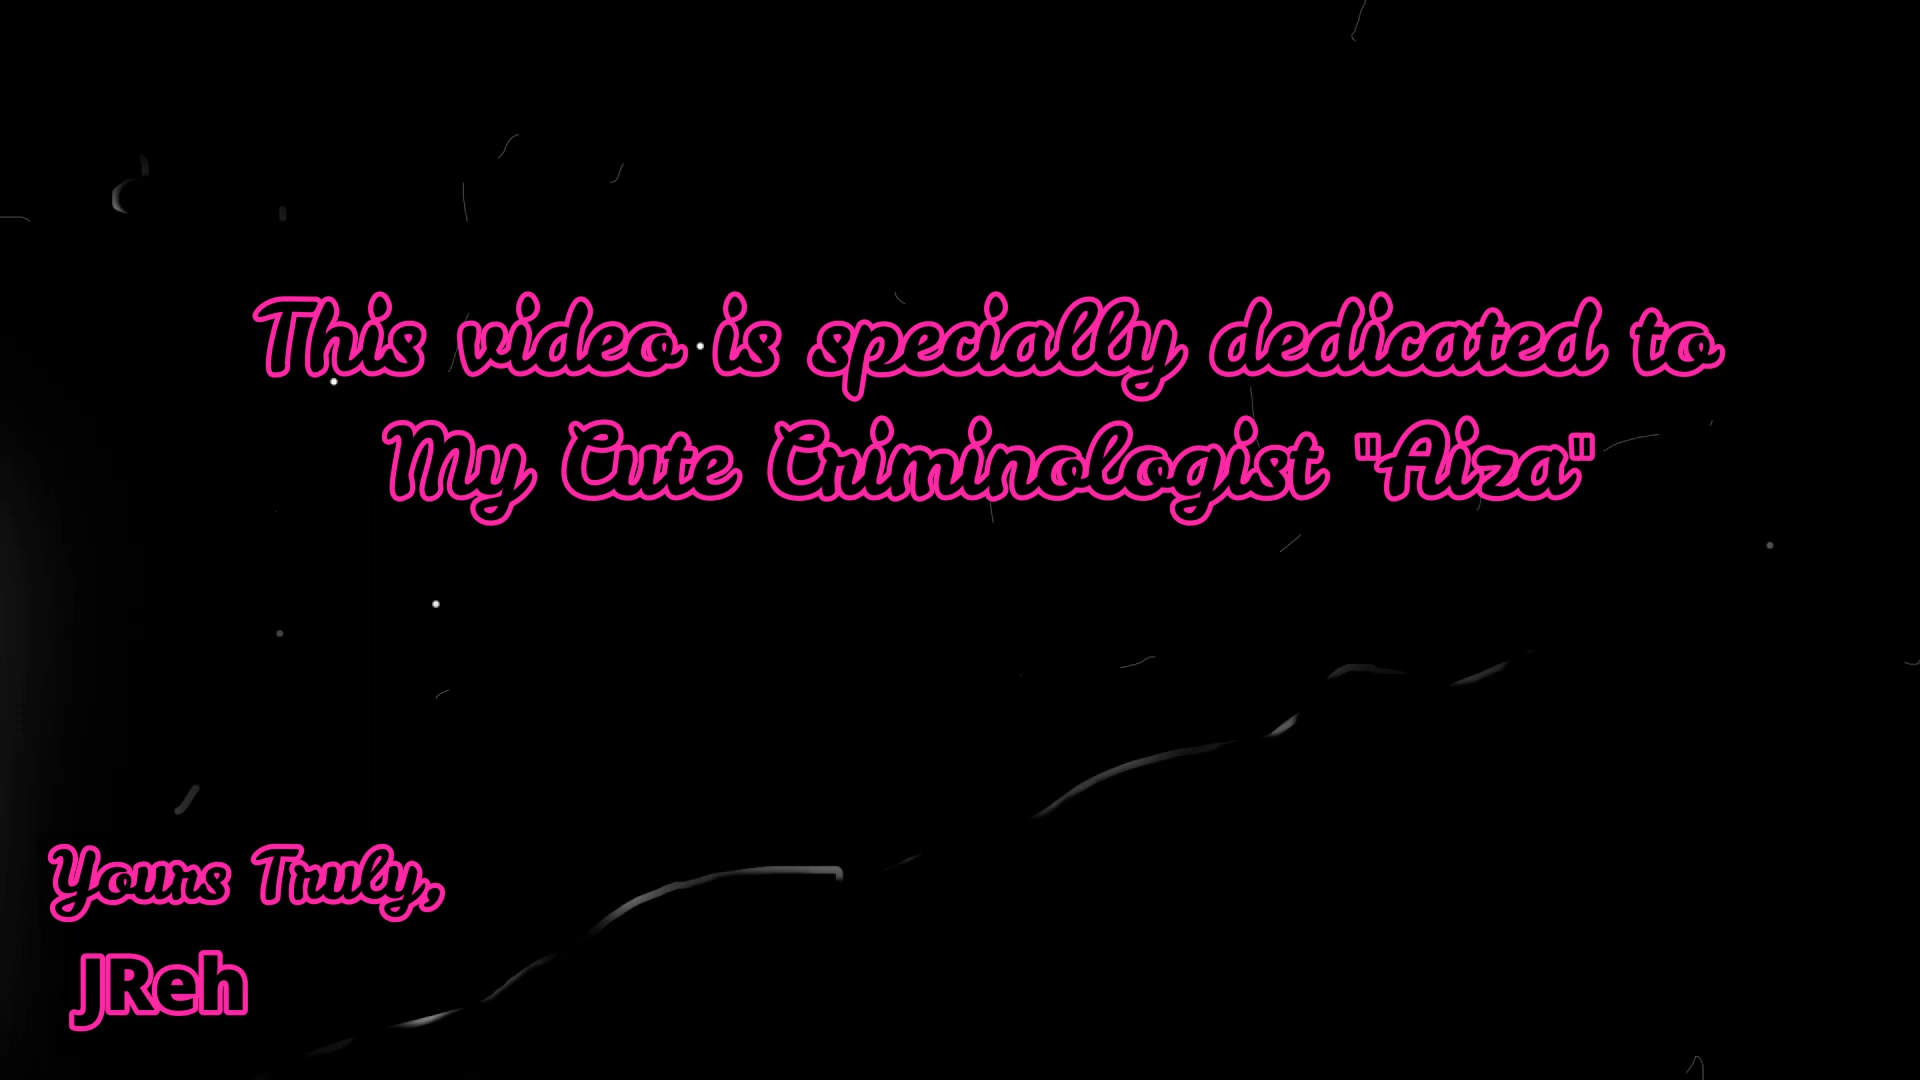 This video is specially dedicated to
My Cute Criminologist "Aiza"
Yours Truly,
JReh